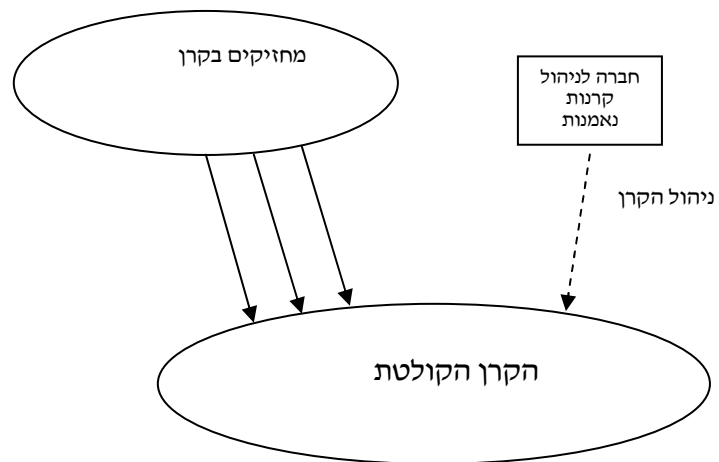 מחזיקים בקרן
חברה לניהול
קרנות
נאמנות
ניהול הקרן
הקרן הקולטת